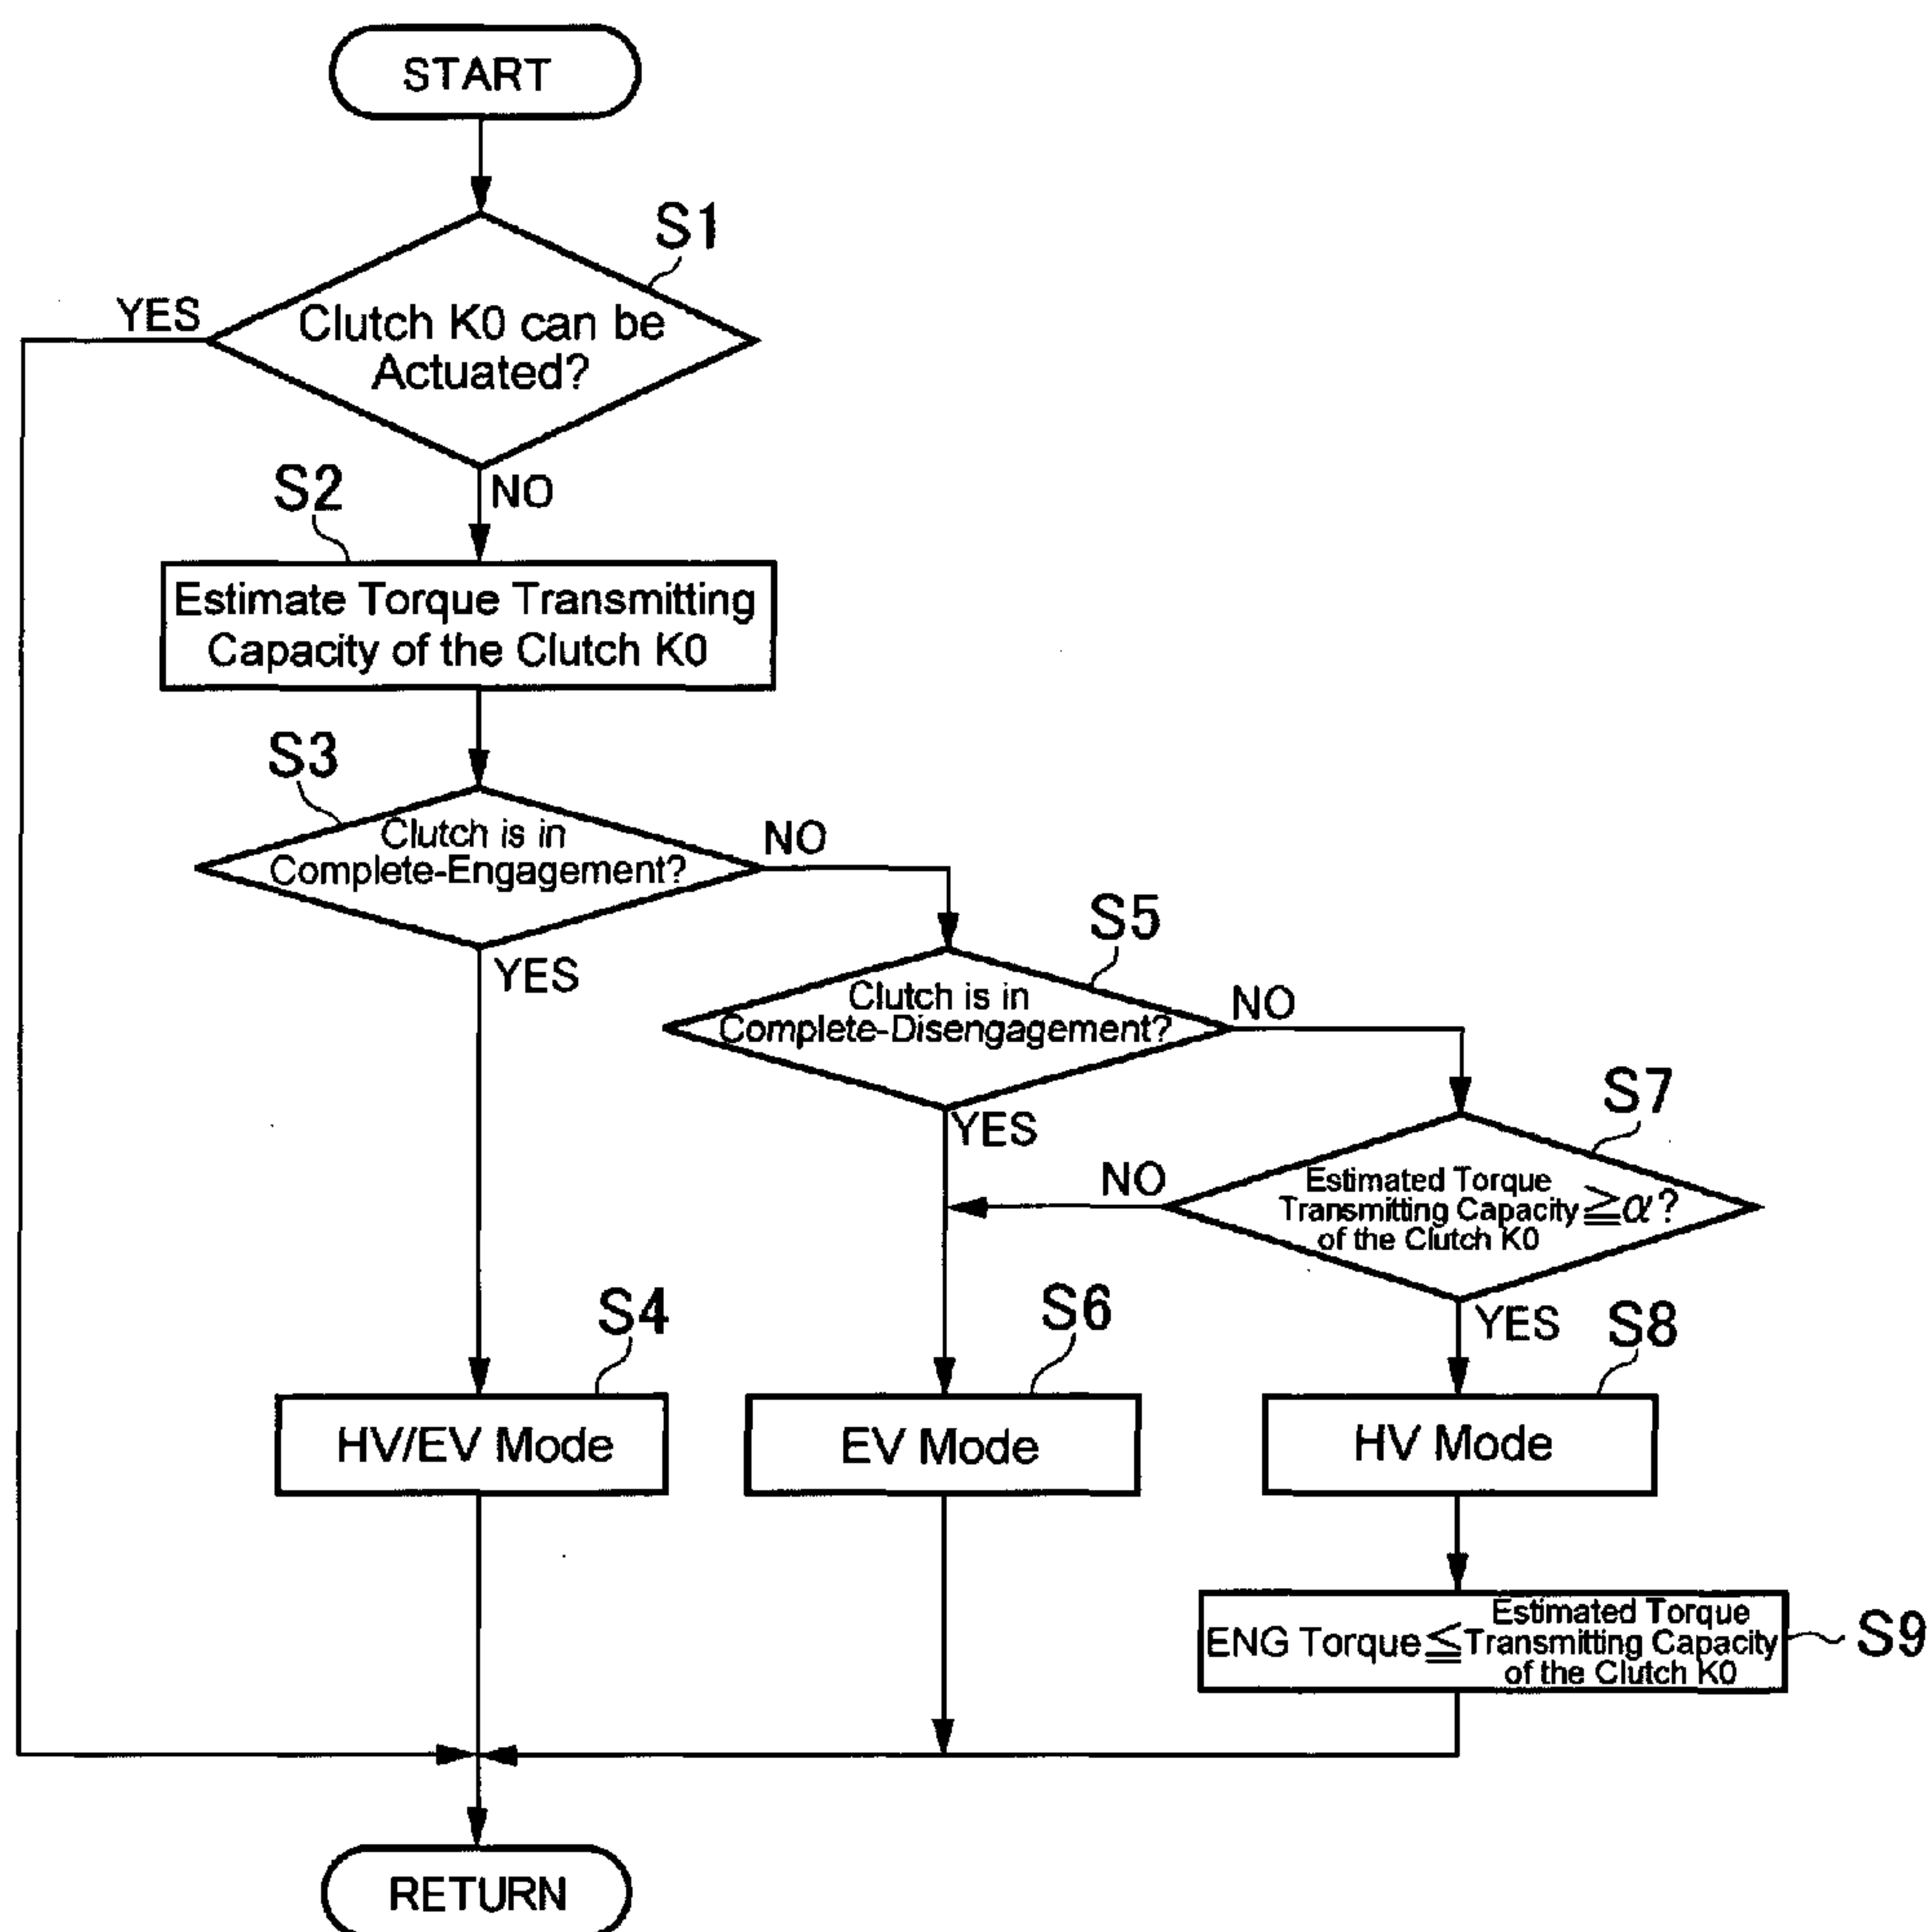 START
S1
YES
Clutch K0 can be
Actuated?
NO
S2
Estimate Torque Transmitting
Capacity of the Clutch K0
S3
Clutch is in
Complete-Engagement?
NO
YES
S5
Clutch is in
Complete-Disengagement?
NO
YES
S7
Estimated Torque
Transmitting Capacity ≧α?
of the Clutch K0
NO
YES
S4
HV/EV Mode
S6
EV Mode
S8
HV Mode
Estimated Torque
ENG Torque≦Transmitting Capacity
of the Clutch K0
S9
RETURN